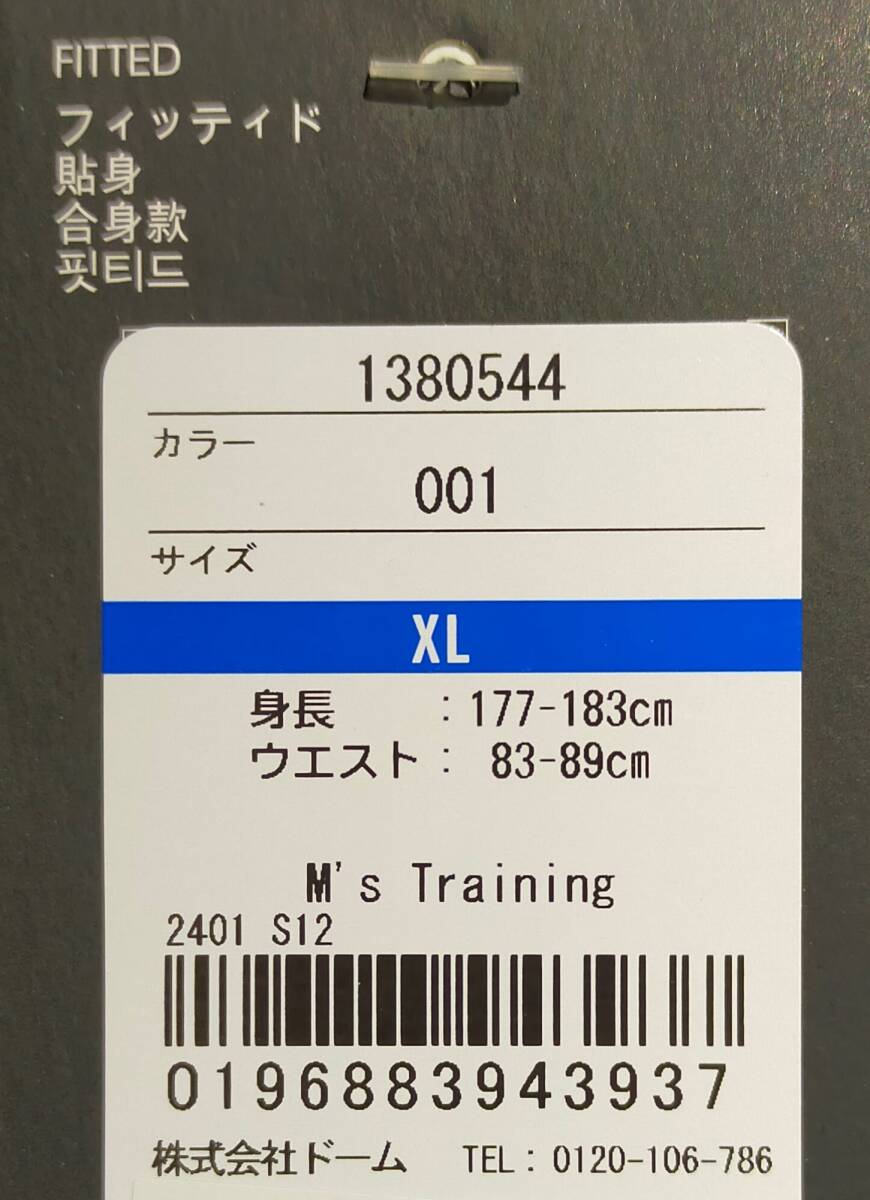 FITTED
フィッティド
貼身
合身款
핏티드
1380544
カラー
001
サイズ
XL
身長 : 177-183cm
ウエスト : 83-89cm
M's Training
2401 S12
0196883943937
株式会社ドーム TEL: 0120-106-786